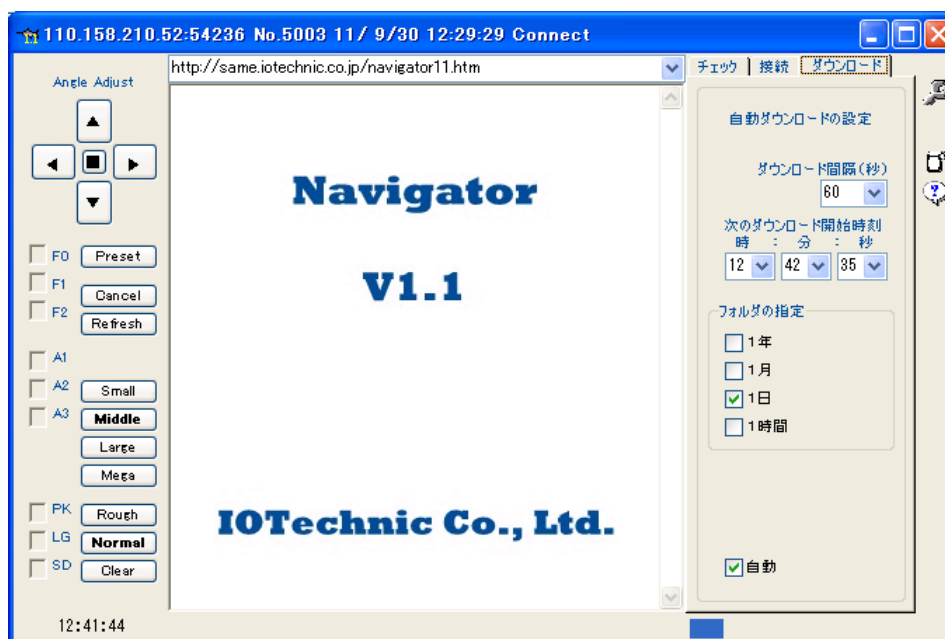 110.158.210.52:54236 No.5003 11/ 9/30 12:29:29 Connect
http://same.iotechnic.co.jp/navigator11.htm
Angle Adjust
F0 Preset
F1
Cancel
F2
Refresh
A1
A2 Small
A3 Middle
Large
Mega
PK Rough
LG Normal
SD Clear
12:41:44
Navigator
V1.1
IOTechnic Co., Ltd.
チェック 接続 ダウンロード
自動ダウンロードの設定
ダウンロード間隔(秒)
60
次のダウンロード開始時刻
時 : 分 : 秒
12 42 35
フォルダの指定
1年
1月
1日
1時間
自動